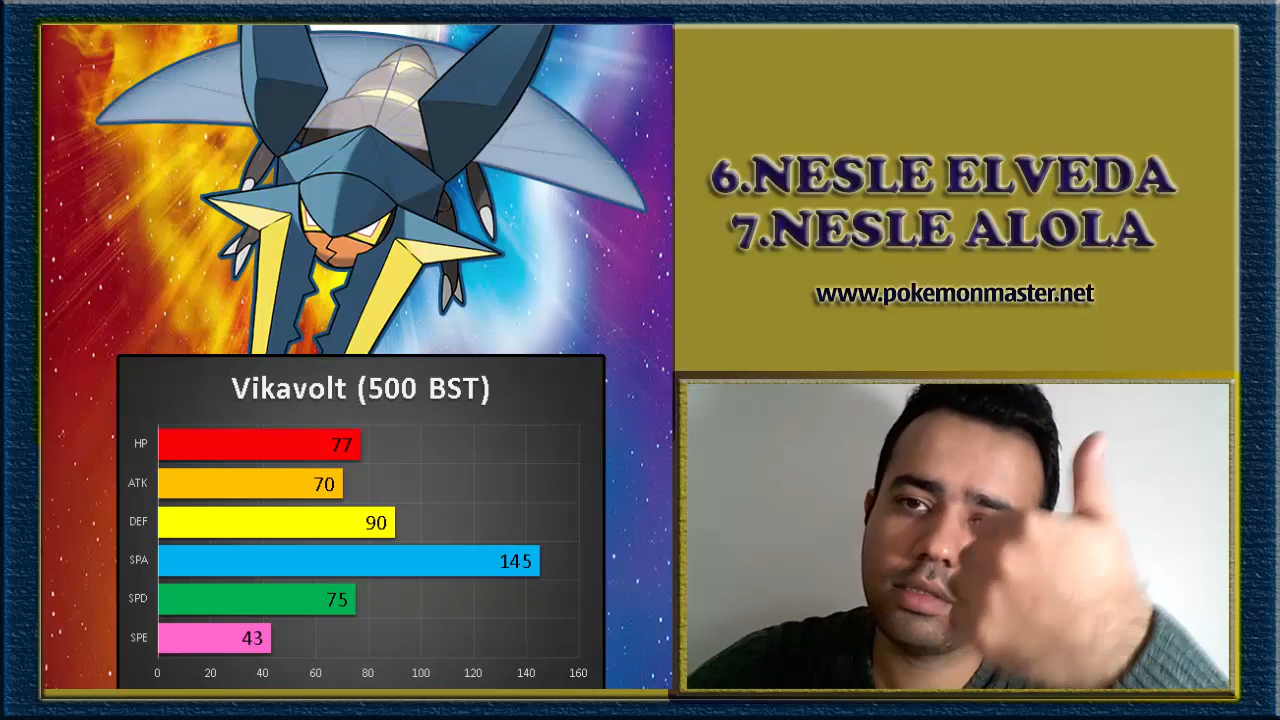 6.NESLE ELVEDA
7.NESLE ALOLA
www.pokemonmaster.net
Vikavolt (500 BST)
HP 77
ATK 70
DEF 90
SPA 145
SPD 75
SPE 43
0 20 40 60 80 100 120 140 160